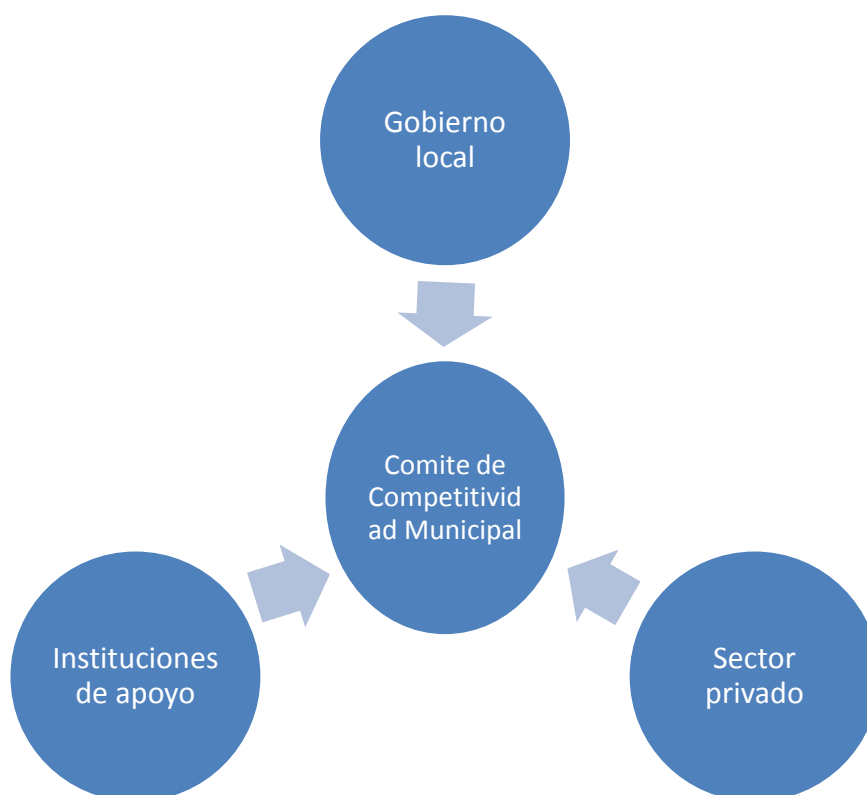 Gobierno
local
Comite de
Competitivid
ad Municipal
Instituciones
de apoyo
Sector
privado